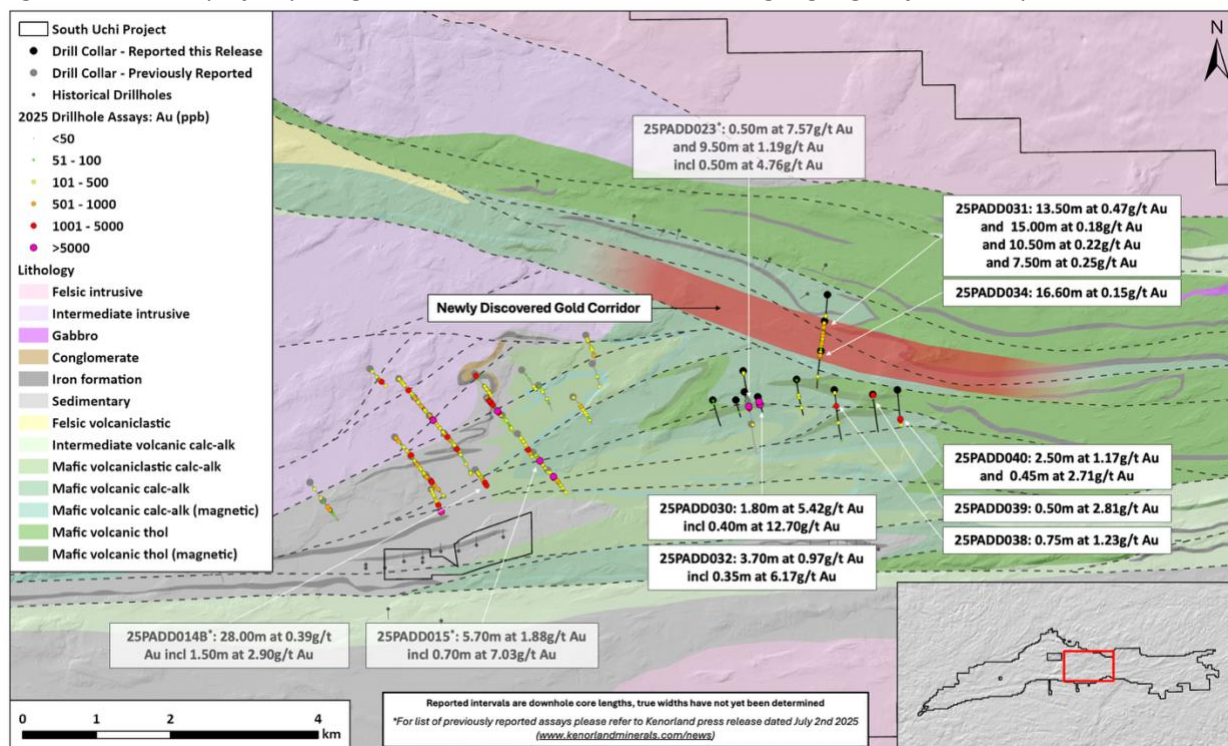 South Uchi Project
Drill Collar - Reported this Release
Drill Collar - Previously Reported
Historical Drillholes
2025 Drillhole Assays: Au (ppb)
<50
51 - 100
101 - 500
501 - 1000
1001 - 5000
>5000
Lithology
Felsic intrusive
Intermediate intrusive
Gabbro
Conglomerate
Iron formation
Sedimentary
Felsic volcaniclastic
Intermediate volcanic calc-alk
Mafic volcaniclastic calc-alk
Mafic volcanic calc-alk
Mafic volcanic calc-alk (magnetic)
Mafic volcanic thol
Mafic volcanic thol (magnetic)
N
25PADD023*: 0.50m at 7.57g/t Au
and 9.50m at 1.19g/t Au
incl 0.50m at 4.76g/t Au
25PADD031: 13.50m at 0.47g/t Au
and 15.00m at 0.18g/t Au
and 10.50m at 0.22g/t Au
and 7.50m at 0.25g/t Au
25PADD034: 16.60m at 0.15g/t Au
Newly Discovered Gold Corridor
25PADD040: 2.50m at 1.17g/t Au
and 0.45m at 2.71g/t Au
25PADD039: 0.50m at 2.81g/t Au
25PADD038: 0.75m at 1.23g/t Au
25PADD030: 1.80m at 5.42g/t Au
incl 0.40m at 12.70g/t Au
25PADD032: 3.70m at 0.97g/t Au
incl 0.35m at 6.17g/t Au
25PADD014B*: 28.00m at 0.39g/t
Au incl 1.50m at 2.90g/t Au
25PADD015*: 5.70m at 1.88g/t Au
incl 0.70m at 7.03g/t Au
0 1 2 4
km
Reported intervals are downhole core lengths, true widths have not yet been determined
*For list of previously reported assays please refer to Kenorland press release dated July 2nd 2025
(www.kenorlandminerals.com/news)